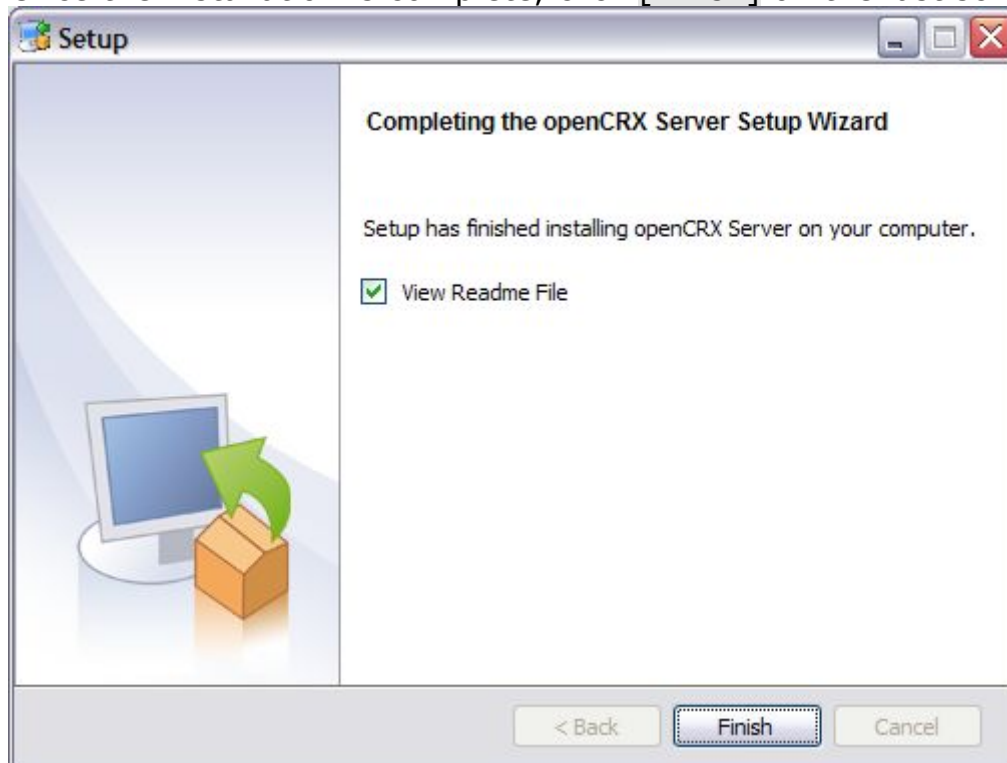 Setup
Completing the openCRX Server Setup Wizard
Setup has finished installing openCRX Server on your computer.
View Readme File
< Back
Finish
Cancel